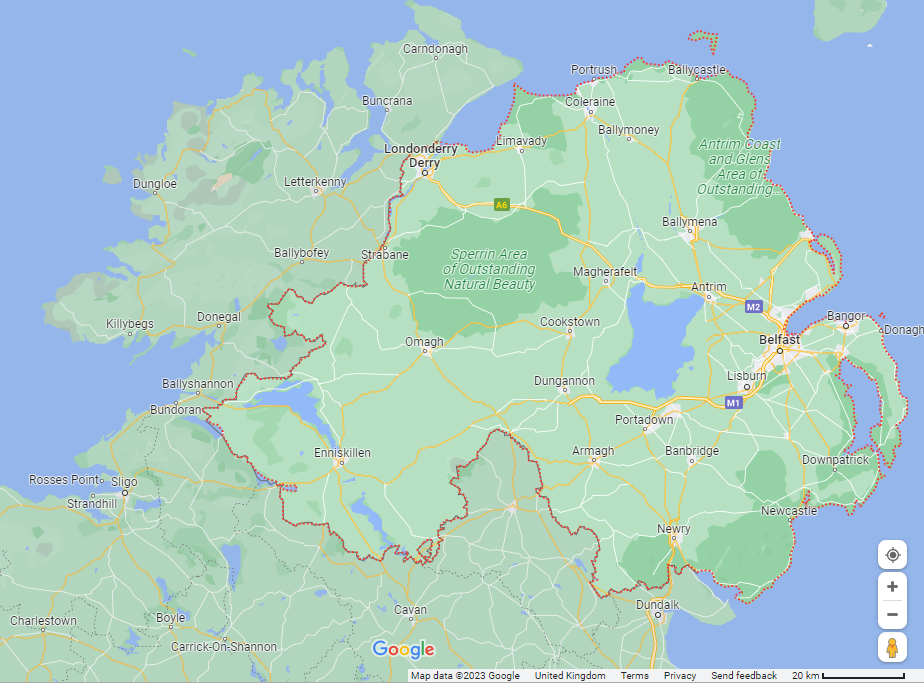 Carndonagh
Portrush
Ballycastle
Buncrana
Coleraine
Ballymoney
Limavady
Londonderry
Derry
Antrim Coast
and Glens
Area of
Outstanding...
Dungloe
Letterkenny
A6
Ballymena
Ballybofey
Strabane
Sperrin Area
of Outstanding
Natural Beauty
Magherafelt
Antrim
M2
Killybegs
Donegal
Cookstown
Bangor
Donagh
Omagh
Belfast
Ballyshannon
Dungannon
Lisburn
Bundoran
M1
Portadown
Enniskillen
Armagh
Banbridge
Downpatrick
Rosses Point
Sligo
Strandhill
Newcastle
Newry
Cavan
Dundalk
Charlestown
Boyle
Carrick-On-Shannon
Google
Map data ©2023 Google United Kingdom Terms Privacy Send feedback 20 km